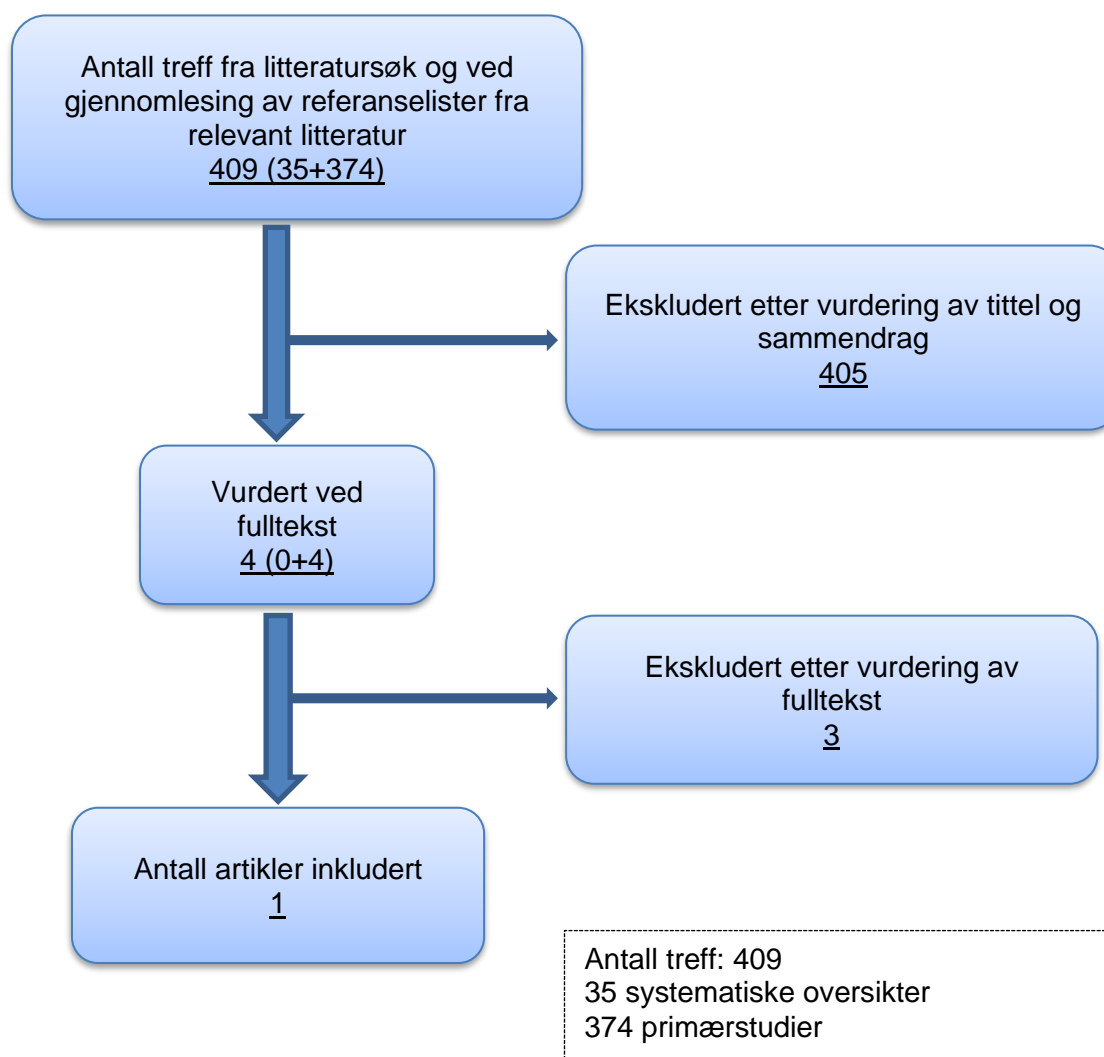 Antall treff fra litteratursøk og ved
gjennomlesing av referanselister fra
relevant litteratur
409 (35+374)
Ekskludert etter vurdering av tittel og
sammendrag
405
Vurdert ved
fulltekst
4 (0+4)
Ekskludert etter vurdering av
fulltekst
3
Antall artikler inkludert
1
Antall treff: 409
35 systematiske oversikter
374 primærstudier